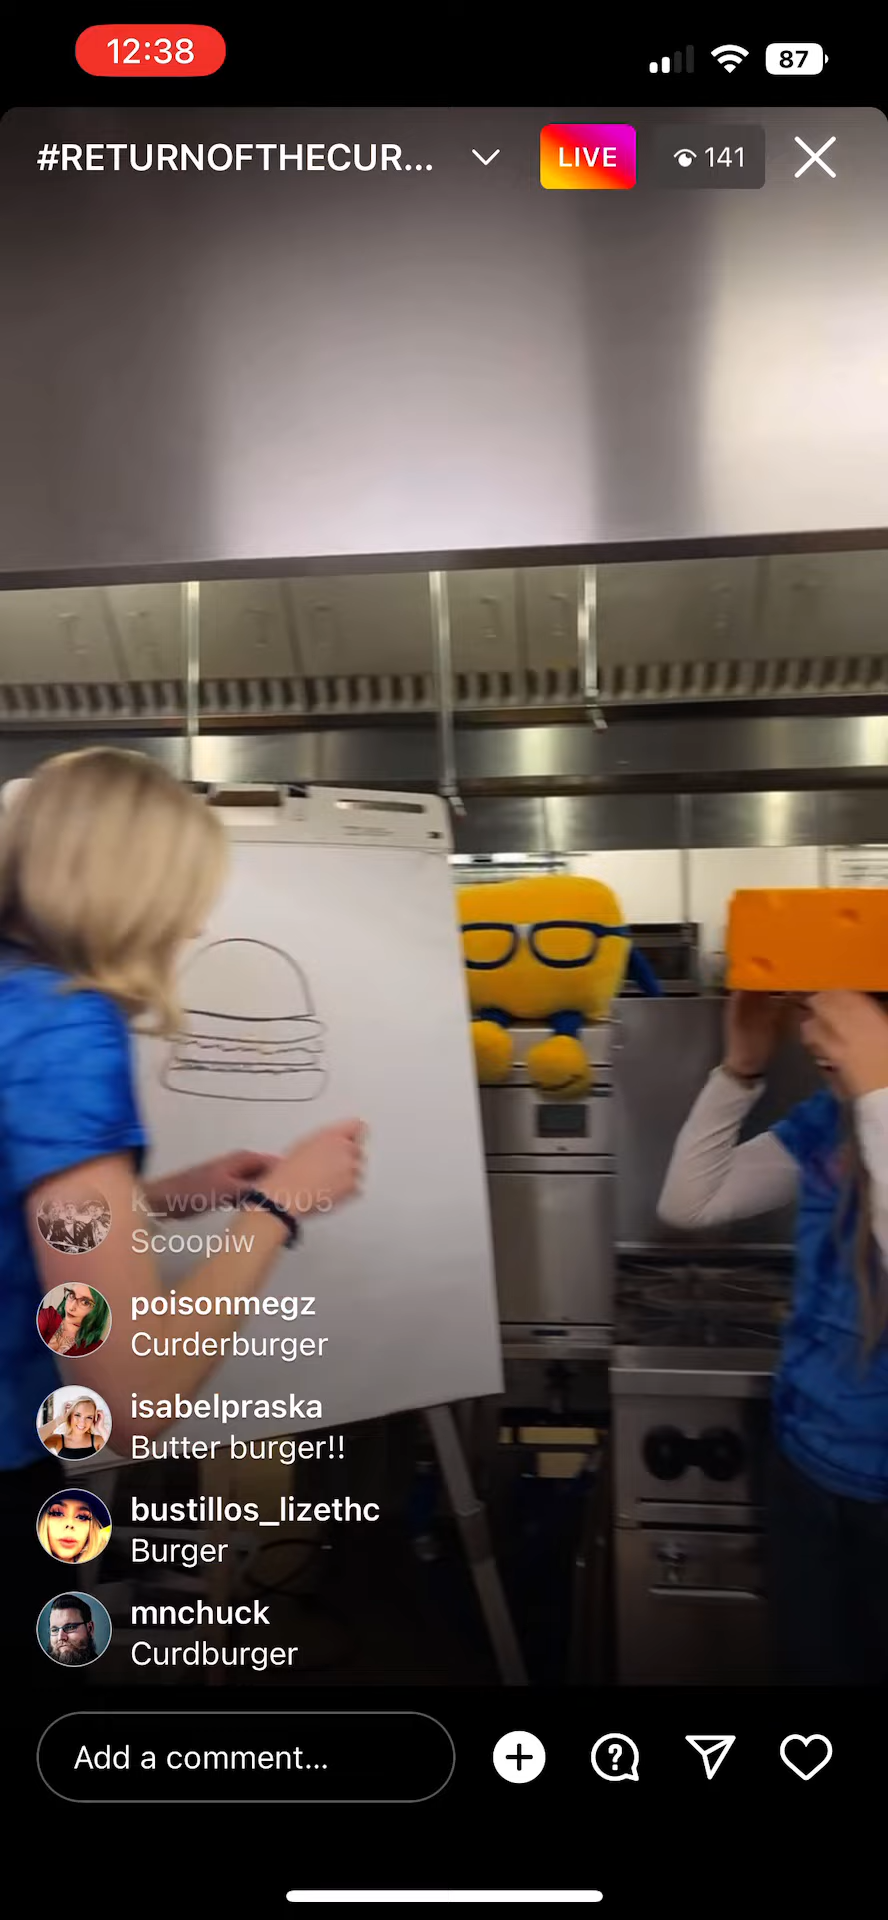 12:38
87
#RETURNOFTHECUR...
LIVE
141
k_wolsk2005
Scoopiw
poisonmegz
Curderburger
isabelpraska
Butter burger!!
bustillos_lizethc
Burger
mnchuck
Curdburger
Add a comment...